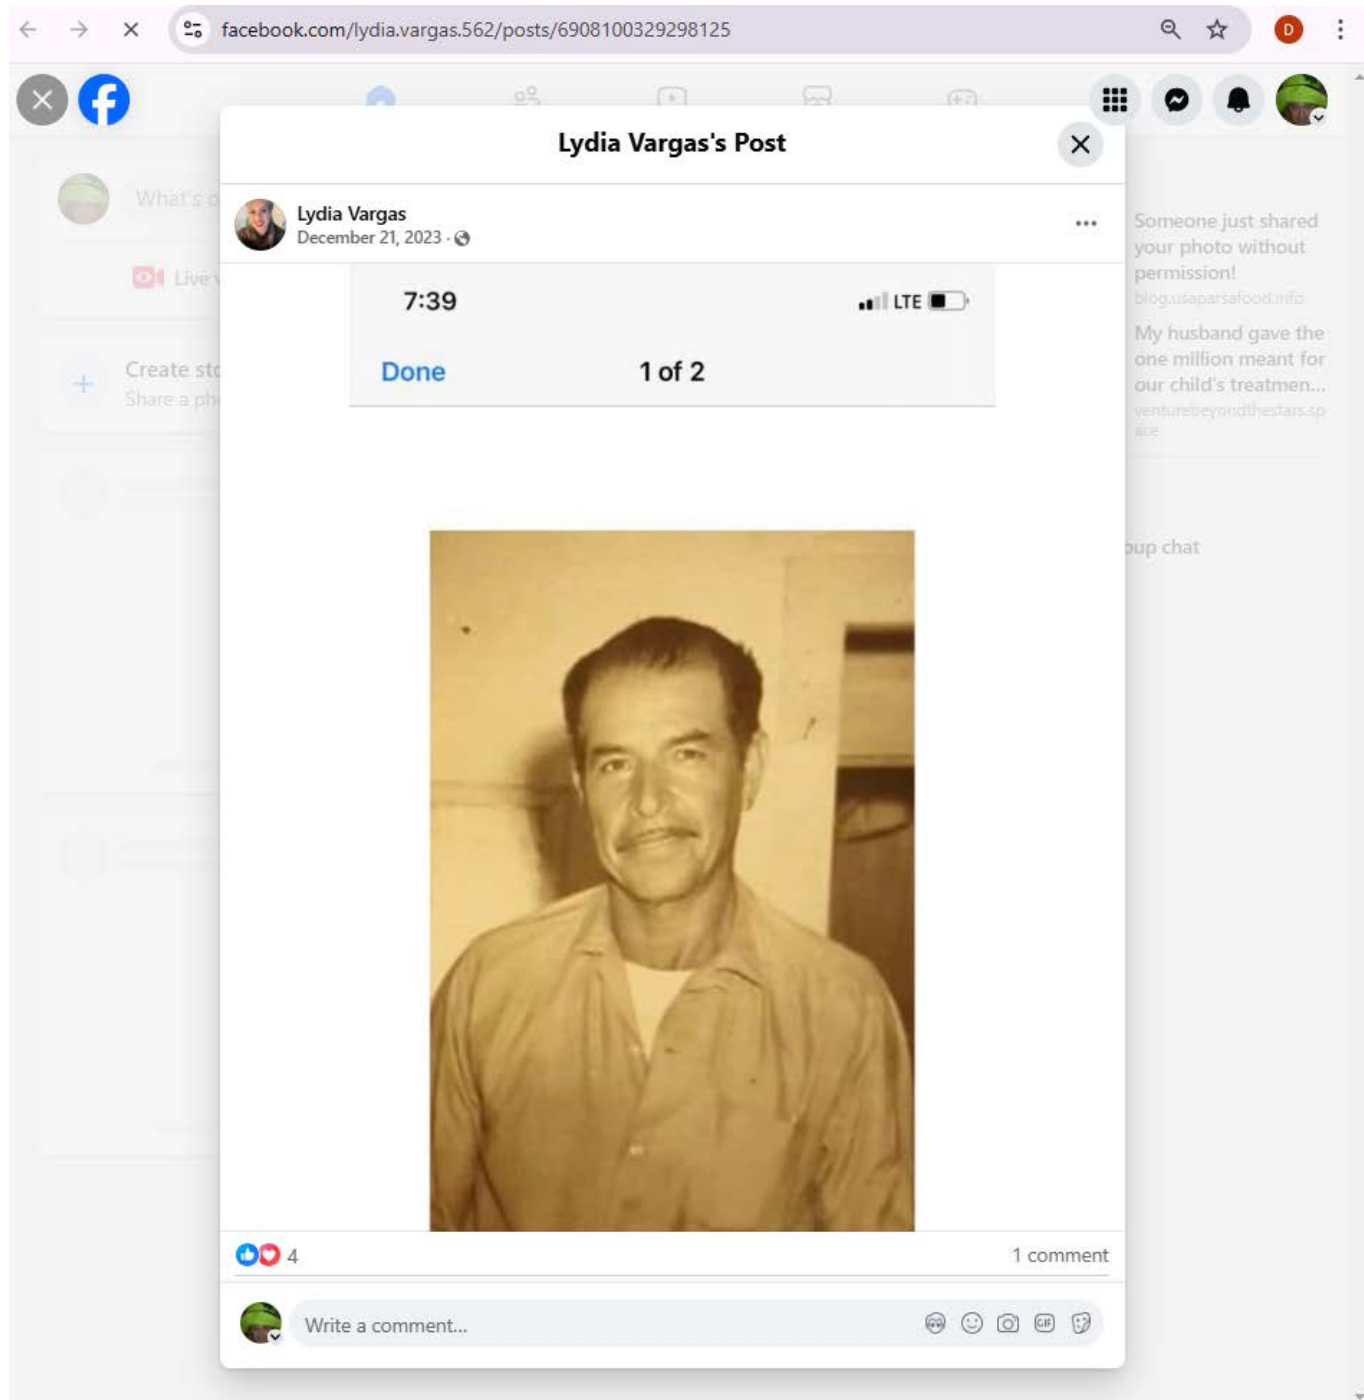 facebook.com/lydia.vargas.562/posts/6908100329298125
D
Lydia Vargas's Post
What's o
Lydia Vargas
December 21, 2023 ·
Live v
Create sto
Share a pho
7:39
LTE
Done
1 of 2
Someone just shared
your photo without
permission!
blog.usaparsafood.info
My husband gave the
one million meant for
our child's treatmen...
venturebeyondthestars.sp
ace
oup chat
4
1 comment
Write a comment...
GIF